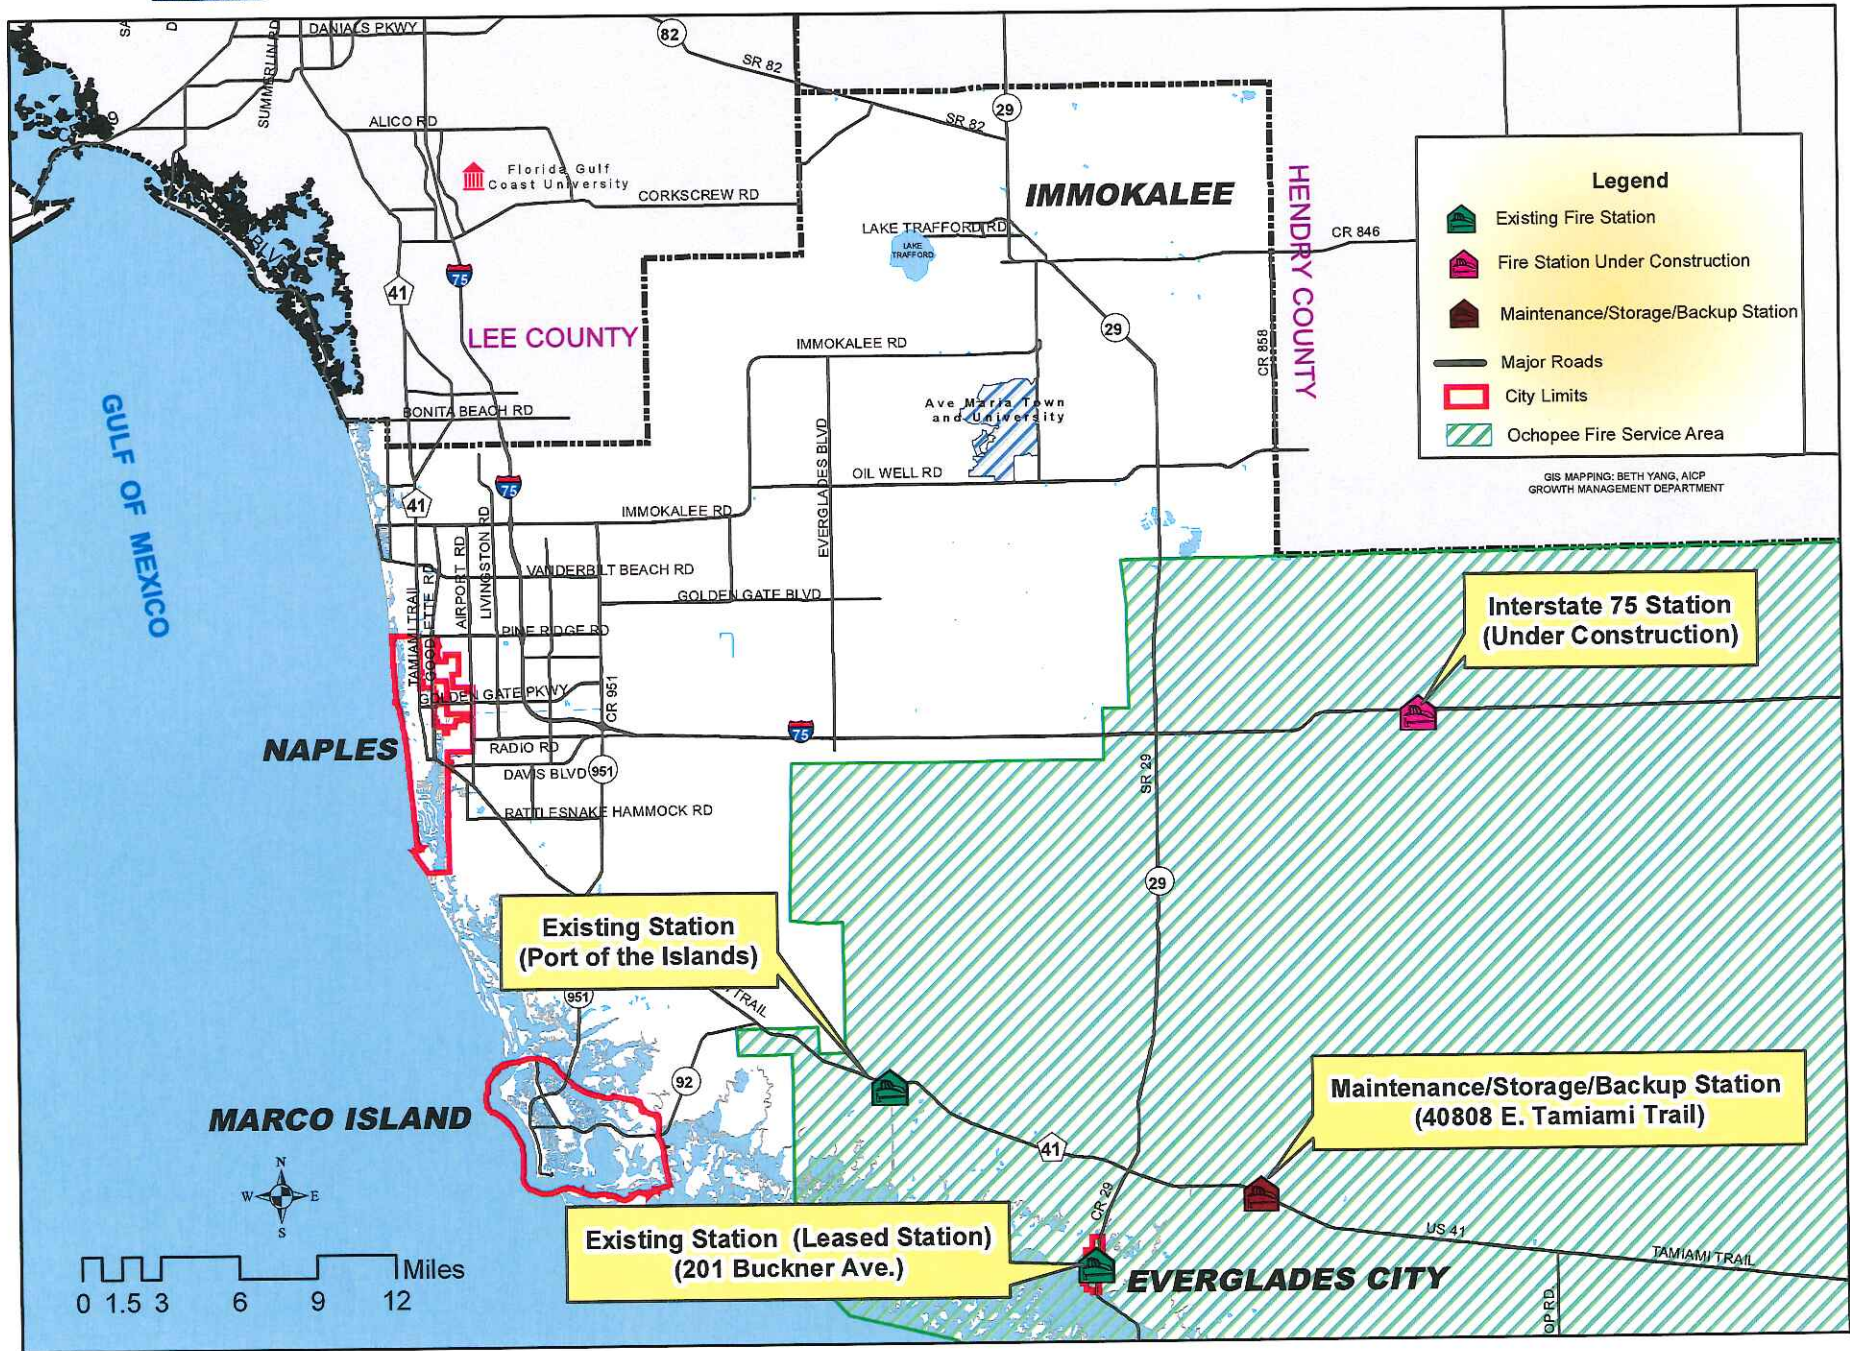 SA
D
SUMMERLIN RD
DANIALS PKWY
82
SR 82
SR 82
29
ALICO RD
Florida Gulf
Coast University
CORKSCREW RD
IMMOKALEE
HENDRY COUNTY
LAKE TRAFFORD RD
LAKE
TRAFFORD
CR 846
BLV
41
75
LEE COUNTY
29
CR 858
IMMOKALEE RD
Legend
Existing Fire Station
Fire Station Under Construction
Maintenance/Storage/Backup Station
Major Roads
City Limits
Ochopee Fire Service Area
GIS MAPPING: BETH YANG, AICP
GROWTH MANAGEMENT DEPARTMENT
GULF OF MEXICO
BONITA BEACH RD
Ave Maria Town
and University
EVERGLADES BLVD
OIL WELL RD
75
41
IMMOKALEE RD
LIVINGSTON RD
AIRPORT RD
VANDERBILT BEACH RD
GOODLETTE RD
TAMIAMI TRAIL
GOLDEN GATE BLVD
PINE RIDGE RD
GOLDEN GATE PKWY
CR 951
Interstate 75 Station
(Under Construction)
NAPLES
RADIO RD
75
DAVIS BLVD
951
SR 29
RATTLESNAKE HAMMOCK RD
29
Existing Station
(Port of the Islands)
951
TRAIL
92
MARCO ISLAND
Maintenance/Storage/Backup Station
(40808 E. Tamiami Trail)
41
CR 29
N
W
E
S
Existing Station (Leased Station)
(201 Buckner Ave.)
EVERGLADES CITY
US 41
TAMIAMI TRAIL
OP RD
Miles
0 1.5 3 6 9 12